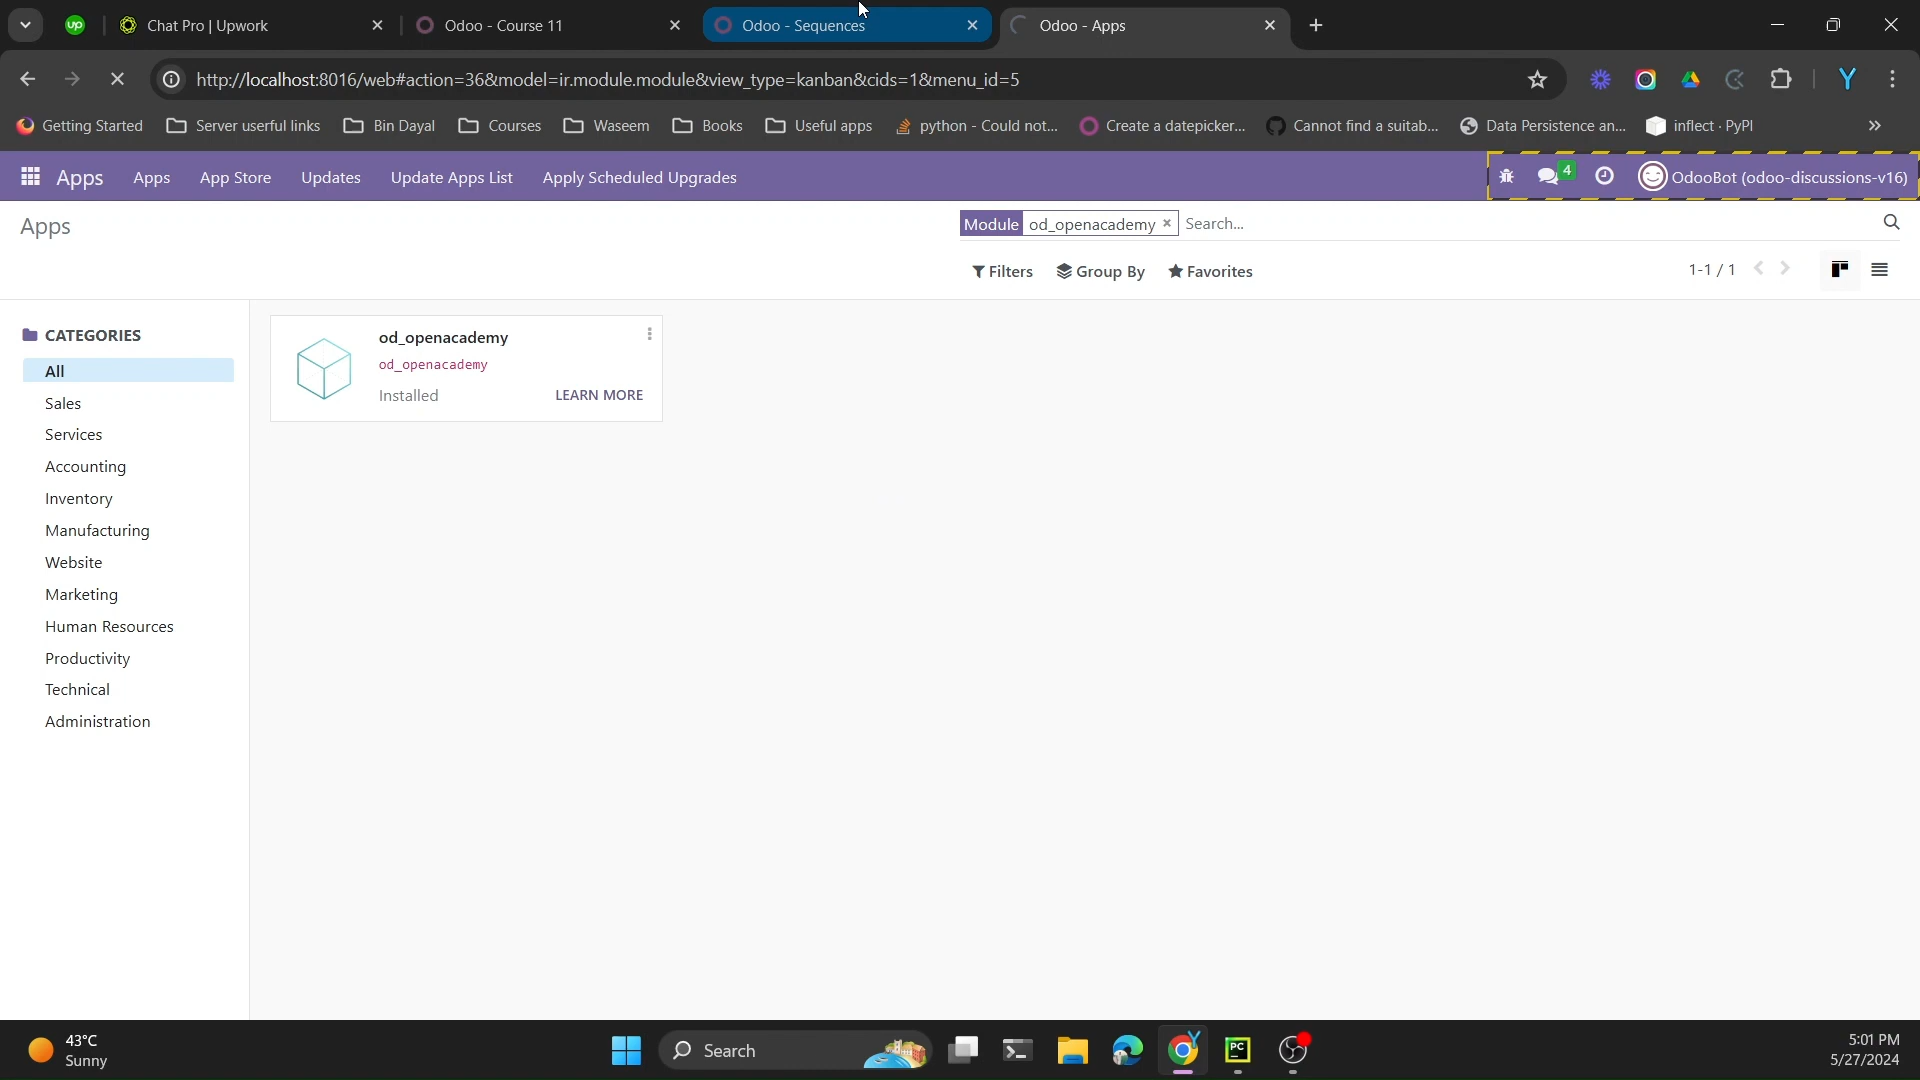 up
Chat Pro | Upwork
Odoo - Course 11
Odoo - Sequences
Odoo - Apps
http://localhost:8016/web#action=36&model=ir.module.module&view_type=kanban&cids=1&menu_id=5
Y
Getting Started
Server userful links
Bin Dayal
Courses
Waseem
Books
Useful apps
python - Could not...
Create a datepicker...
Cannot find a suitab...
Data Persistence an...
inflect · PyPI
Apps
Apps
App Store
Updates
Update Apps List
Apply Scheduled Upgrades
4
OdooBot (odoo-discussions-v16)
Apps
Module od_openacademy × Search...
Filters
Group By
Favorites
1-1 / 1
CATEGORIES
All
Sales
Services
Accounting
Inventory
Manufacturing
Website
Marketing
Human Resources
Productivity
Technical
Administration
od_openacademy
od_openacademy
Installed
LEARN MORE
43°C
Sunny
Search
PC
5:01 PM
5/27/2024